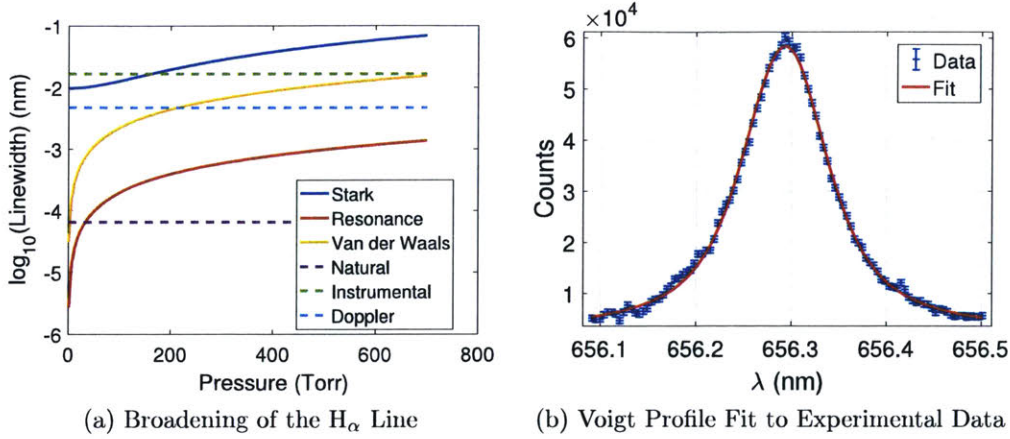 -1
-2
-3
-4
-5
-6
log₁₀(Linewidth) (nm)
0 200 400 600 800
Pressure (Torr)
Stark
Resonance
Van der Waals
Natural
Instrumental
Doppler
(a) Broadening of the Hα Line
×10⁴
6
5
4
3
2
1
Counts
656.1 656.2 656.3 656.4 656.5
λ (nm)
Data
Fit
(b) Voigt Profile Fit to Experimental Data